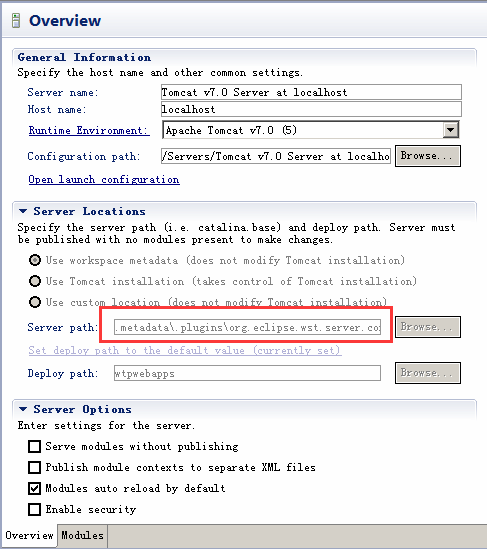 Overview
General Information
Specify the host name and other common settings.
Server name: Tomcat v7.0 Server at localhost
Host name: localhost
Runtime Environment: Apache Tomcat v7.0 (5)
Configuration path: /Servers/Tomcat v7.0 Server at localho Browse...
Open launch configuration
Server Locations
Specify the server path (i.e. catalina.base) and deploy path. Server must
be published with no modules present to make changes.
Use workspace metadata (does not modify Tomcat installation)
Use Tomcat installation (takes control of Tomcat installation)
Use custom location (does not modify Tomcat installation)
Server path: .metadata\.plugins\org.eclipse.wst.server.co Browse...
Set deploy path to the default value (currently set)
Deploy path: wtpwebapps Browse...
Server Options
Enter settings for the server.
Serve modules without publishing
Publish module contexts to separate XML files
Modules auto reload by default
Enable security
Overview Modules